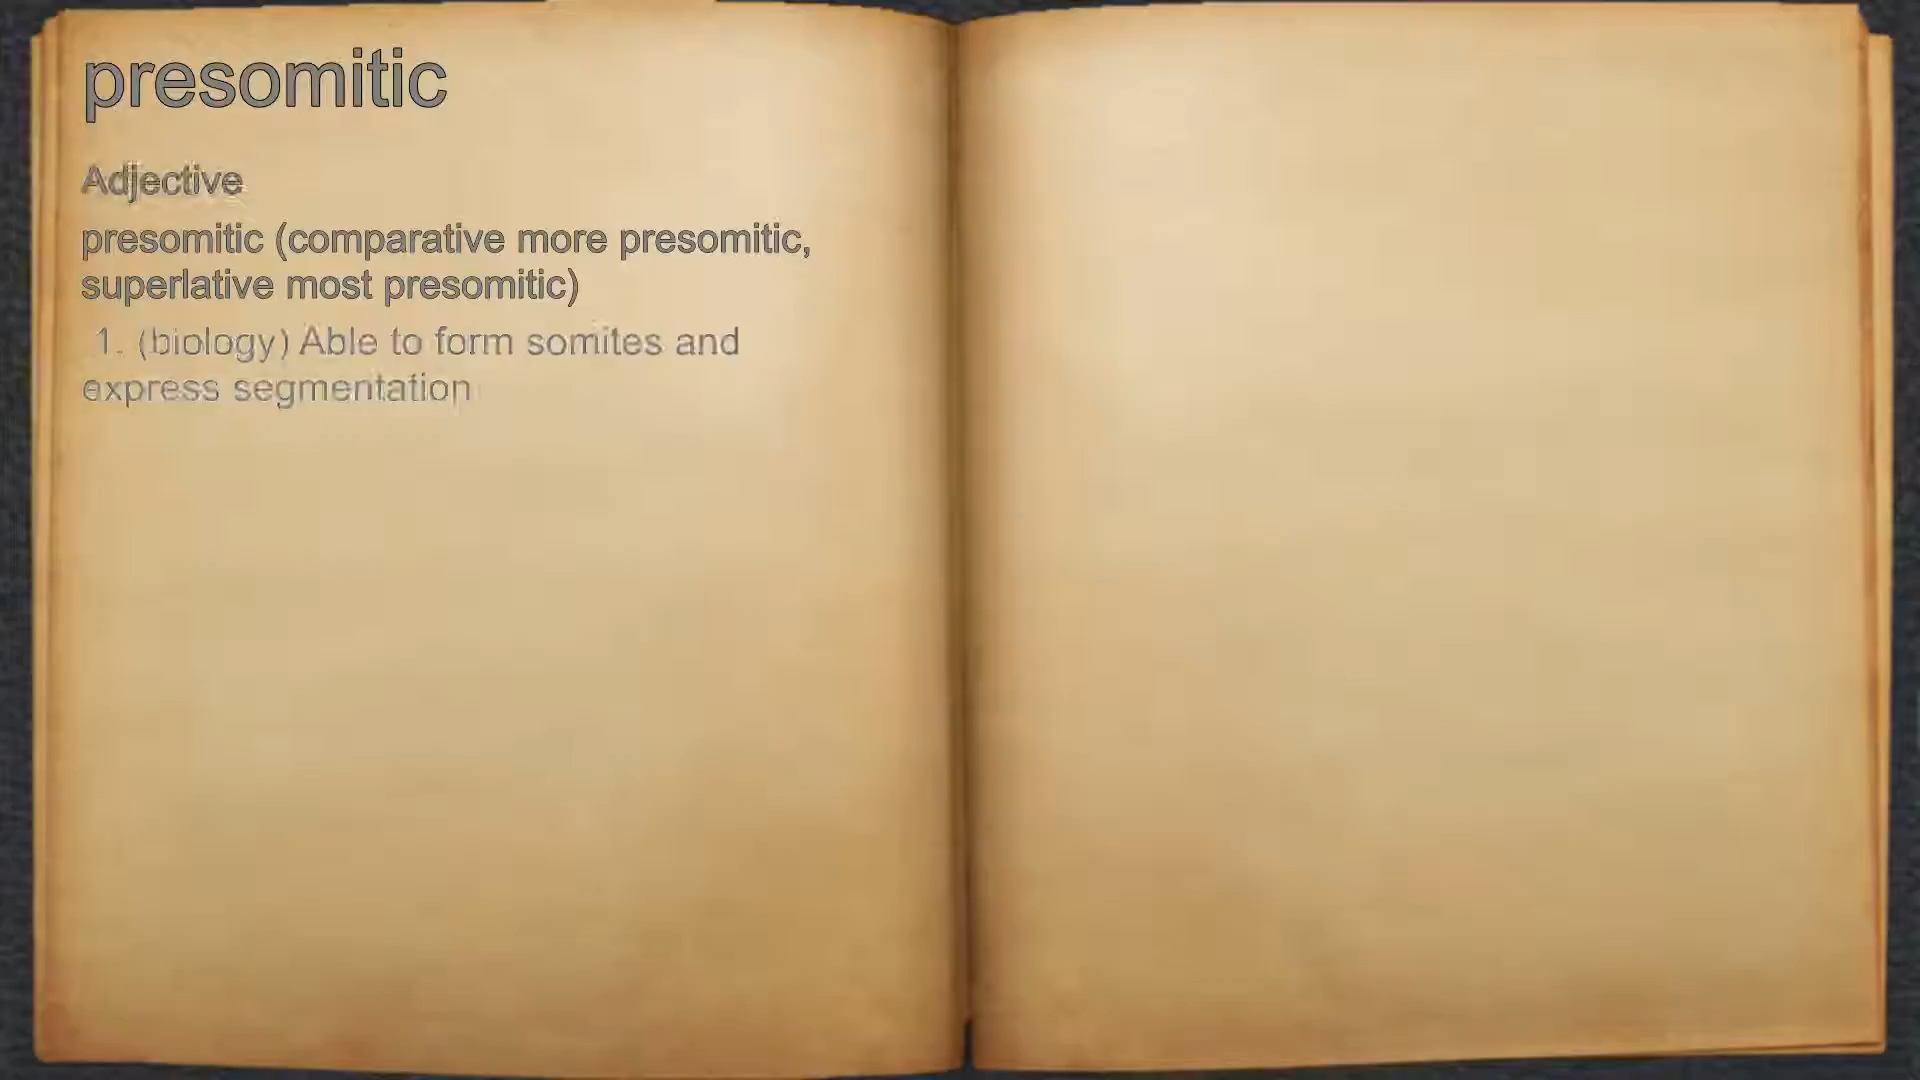 presomitic
Adjective
presomitic (comparative more presomitic,
superlative most presomitic)
1. (biology) Able to form somites and
express segmentation